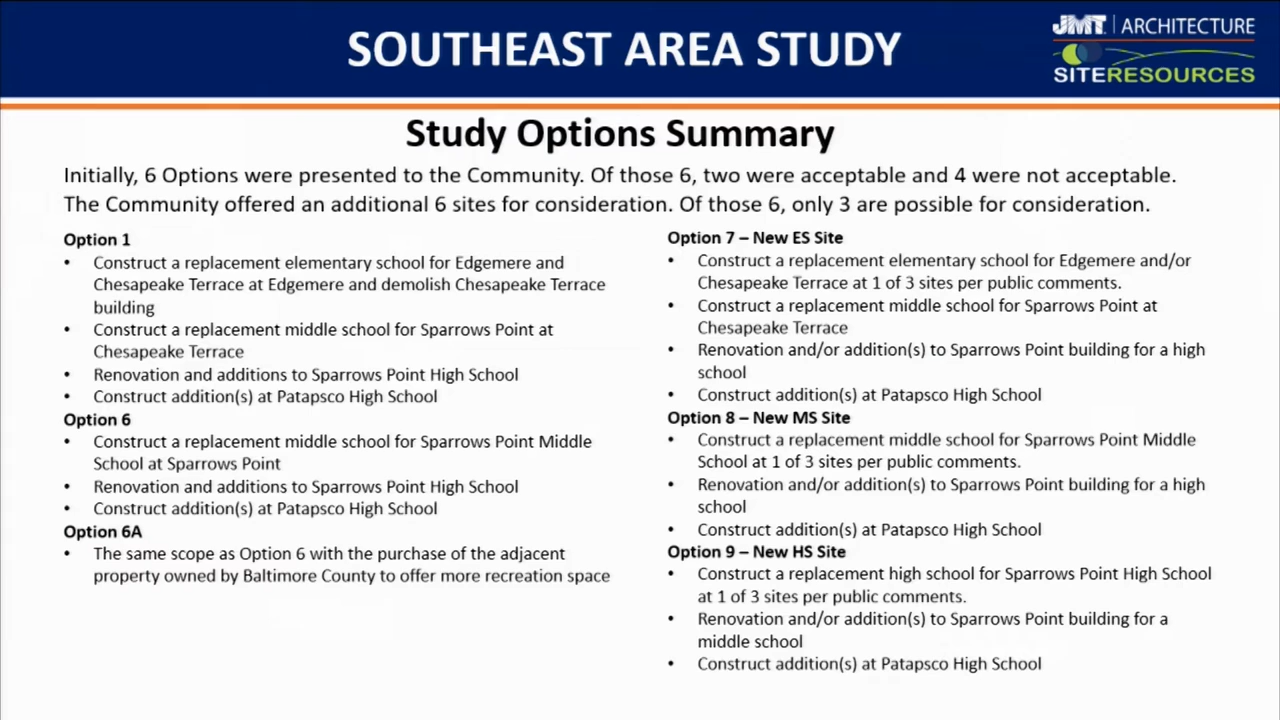 SOUTHEAST AREA STUDY
JMT | ARCHITECTURE
SITERESOURCES
Study Options Summary
Initially, 6 Options were presented to the Community. Of those 6, two were acceptable and 4 were not acceptable.
The Community offered an additional 6 sites for consideration. Of those 6, only 3 are possible for consideration.
Option 1
• Construct a replacement elementary school for Edgemere and
Chesapeake Terrace at Edgemere and demolish Chesapeake Terrace
building
• Construct a replacement middle school for Sparrows Point at
Chesapeake Terrace
• Renovation and additions to Sparrows Point High School
• Construct addition(s) at Patapsco High School
Option 6
• Construct a replacement middle school for Sparrows Point Middle
School at Sparrows Point
• Renovation and additions to Sparrows Point High School
• Construct addition(s) at Patapsco High School
Option 6A
• The same scope as Option 6 with the purchase of the adjacent
property owned by Baltimore County to offer more recreation space
Option 7 – New ES Site
• Construct a replacement elementary school for Edgemere and/or
Chesapeake Terrace at 1 of 3 sites per public comments.
• Construct a replacement middle school for Sparrows Point at
Chesapeake Terrace
• Renovation and/or addition(s) to Sparrows Point building for a high
school
• Construct addition(s) at Patapsco High School
Option 8 – New MS Site
• Construct a replacement middle school for Sparrows Point Middle
School at 1 of 3 sites per public comments.
• Renovation and/or addition(s) to Sparrows Point building for a high
school
• Construct addition(s) at Patapsco High School
Option 9 – New HS Site
• Construct a replacement high school for Sparrows Point High School
at 1 of 3 sites per public comments.
• Renovation and/or addition(s) to Sparrows Point building for a
middle school
• Construct addition(s) at Patapsco High School